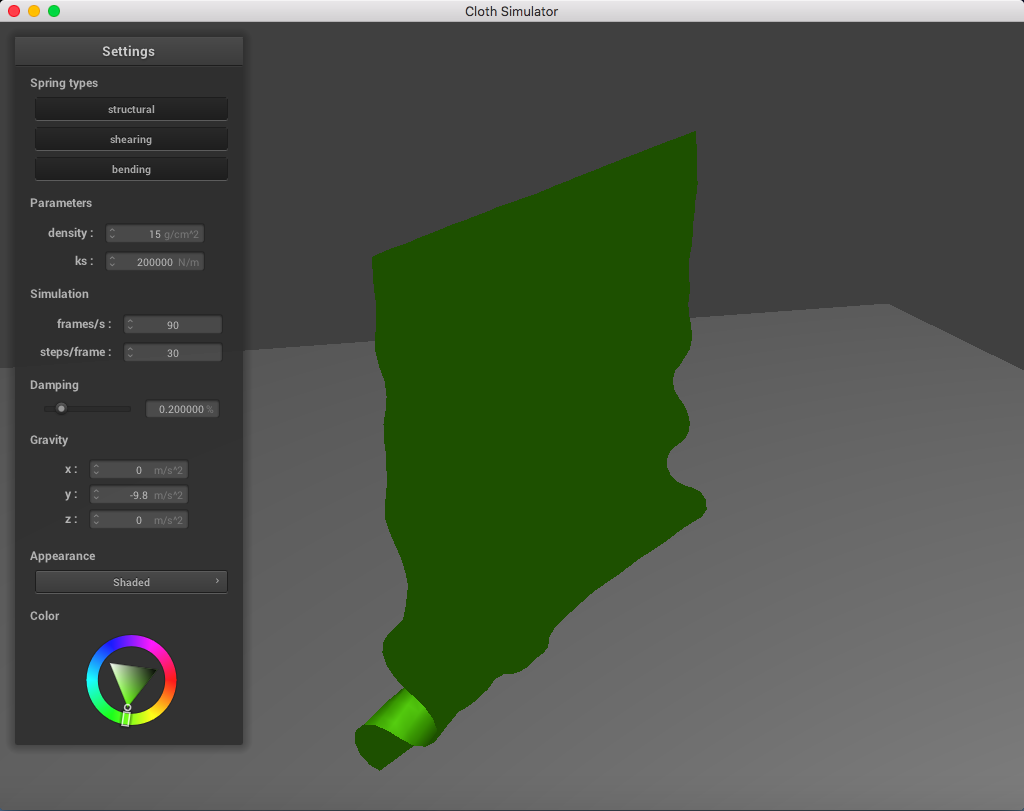 Cloth Simulator
Settings
Spring types
structural
shearing
bending
Parameters
density : 15 g/cm^2
ks : 200000 N/m
Simulation
frames/s : 90
steps/frame : 30
Damping
0.200000 %
Gravity
x : 0 m/s^2
y : -9.8 m/s^2
z : 0 m/s^2
Appearance
Shaded
Color